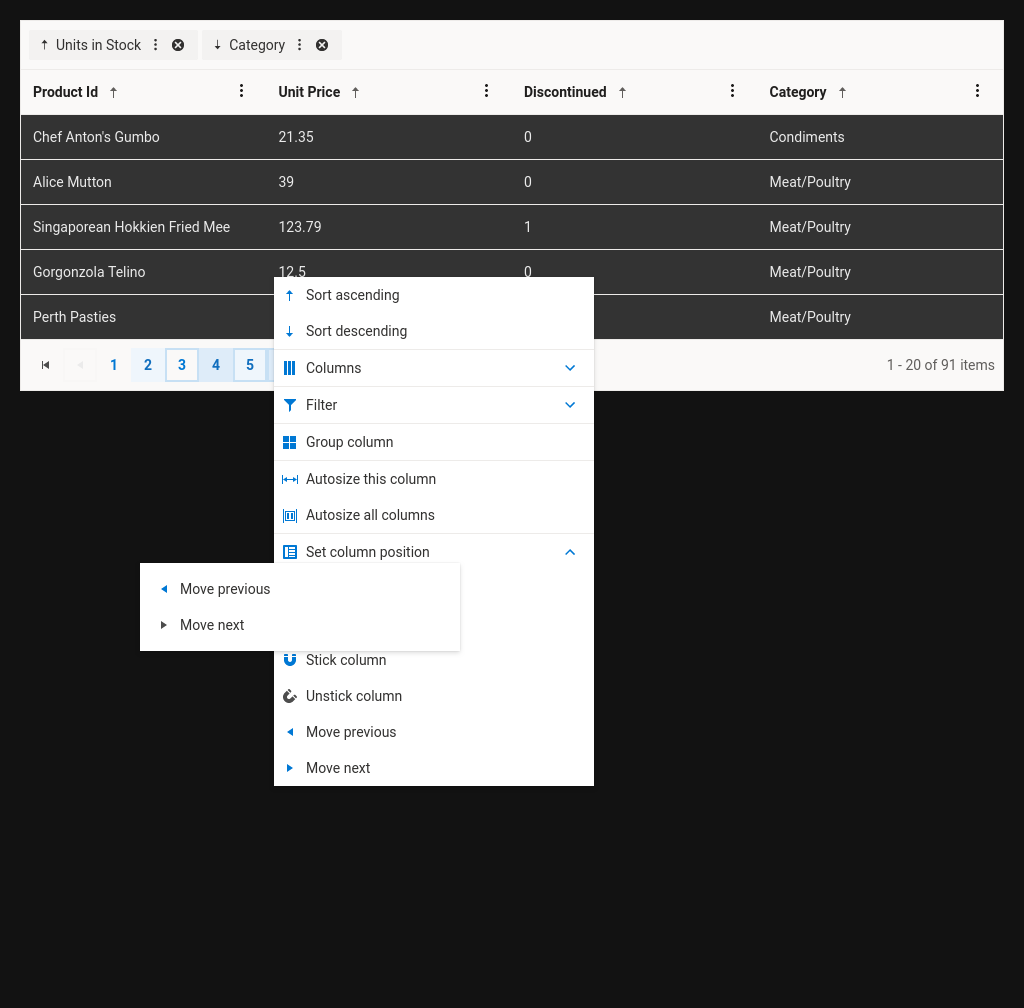 Units in Stock Category
Product Id Unit Price Discontinued Category
Chef Anton's Gumbo 21.35 0 Condiments
Alice Mutton 39 0 Meat/Poultry
Singaporean Hokkien Fried Mee 123.79 1 Meat/Poultry
Gorgonzola Telino 12.5 0 Meat/Poultry
Perth Pasties Meat/Poultry
1 2 3 4 5 1 - 20 of 91 items
Sort ascending
Sort descending
Columns
Filter
Group column
Autosize this column
Autosize all columns
Set column position
Move previous
Move next
Stick column
Unstick column
Move previous
Move next